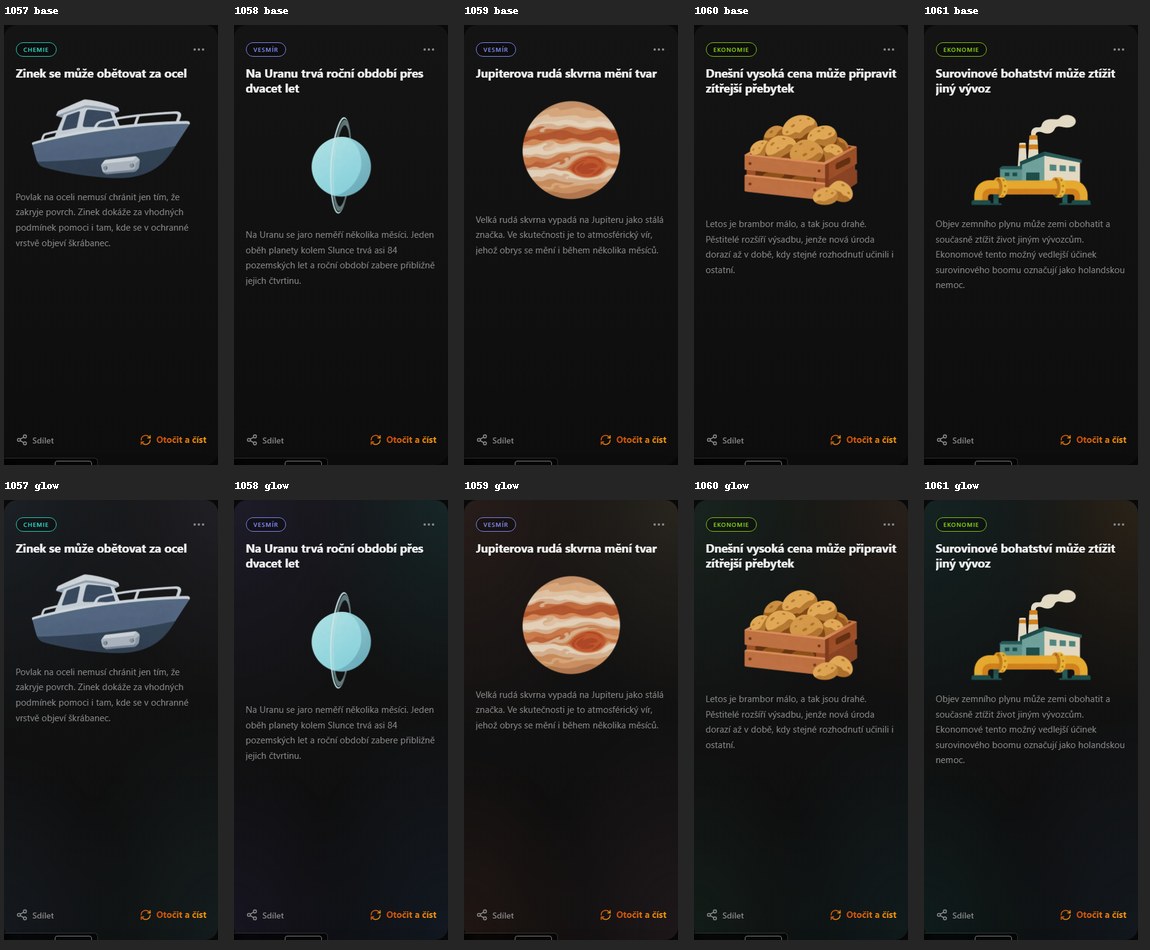 1057 base
CHEMIE
Zinek se může obětovat za ocel
Povlak na oceli nemusí chránit jen tím, že
zakryje povrch. Zinek dokáže za vhodných
podmínek pomoci i tam, kde se v ochranné
vrstvě objeví škrábanec.
Sdílet
Otočit a číst
1058 base
VESMÍR
Na Uranu trvá roční období přes
dvacet let
Na Uranu se jaro neměří několika měsíci. Jeden
oběh planety kolem Slunce trvá asi 84
pozemských let a roční období zabere přibližně
jejich čtvrtinu.
Sdílet
Otočit a číst
1059 base
VESMÍR
Jupiterova rudá skvrna mění tvar
Velká rudá skvrna vypadá na Jupiteru jako stálá
značka. Ve skutečnosti je to atmosférický vír,
jehož obrys se mění i během několika měsíců.
Sdílet
Otočit a číst
1060 base
EKONOMIE
Dnešní vysoká cena může připravit
zítřejší přebytek
Letos je brambor málo, a tak jsou drahé.
Pěstitelé rozšíří výsadbu, jenže nová úroda
dorazí až v době, kdy stejné rozhodnutí učinili i
ostatní.
Sdílet
Otočit a číst
1061 base
EKONOMIE
Surovinové bohatství může ztížit
jiný vývoz
Objev zemního plynu může zemi obohatit a
současně ztížit život jiným vývozcům.
Ekonomové tento možný vedlejší účinek
surovinového boomu označují jako holandskou
nemoc.
Sdílet
Otočit a číst
1057 glow
CHEMIE
Zinek se může obětovat za ocel
Povlak na oceli nemusí chránit jen tím, že
zakryje povrch. Zinek dokáže za vhodných
podmínek pomoci i tam, kde se v ochranné
vrstvě objeví škrábanec.
Sdílet
Otočit a číst
1058 glow
VESMÍR
Na Uranu trvá roční období přes
dvacet let
Na Uranu se jaro neměří několika měsíci. Jeden
oběh planety kolem Slunce trvá asi 84
pozemských let a roční období zabere přibližně
jejich čtvrtinu.
Sdílet
Otočit a číst
1059 glow
VESMÍR
Jupiterova rudá skvrna mění tvar
Velká rudá skvrna vypadá na Jupiteru jako stálá
značka. Ve skutečnosti je to atmosférický vír,
jehož obrys se mění i během několika měsíců.
Sdílet
Otočit a číst
1060 glow
EKONOMIE
Dnešní vysoká cena může připravit
zítřejší přebytek
Letos je brambor málo, a tak jsou drahé.
Pěstitelé rozšíří výsadbu, jenže nová úroda
dorazí až v době, kdy stejné rozhodnutí učinili i
ostatní.
Sdílet
Otočit a číst
1061 glow
EKONOMIE
Surovinové bohatství může ztížit
jiný vývoz
Objev zemního plynu může zemi obohatit a
současně ztížit život jiným vývozcům.
Ekonomové tento možný vedlejší účinek
surovinového boomu označují jako holandskou
nemoc.
Sdílet
Otočit a číst